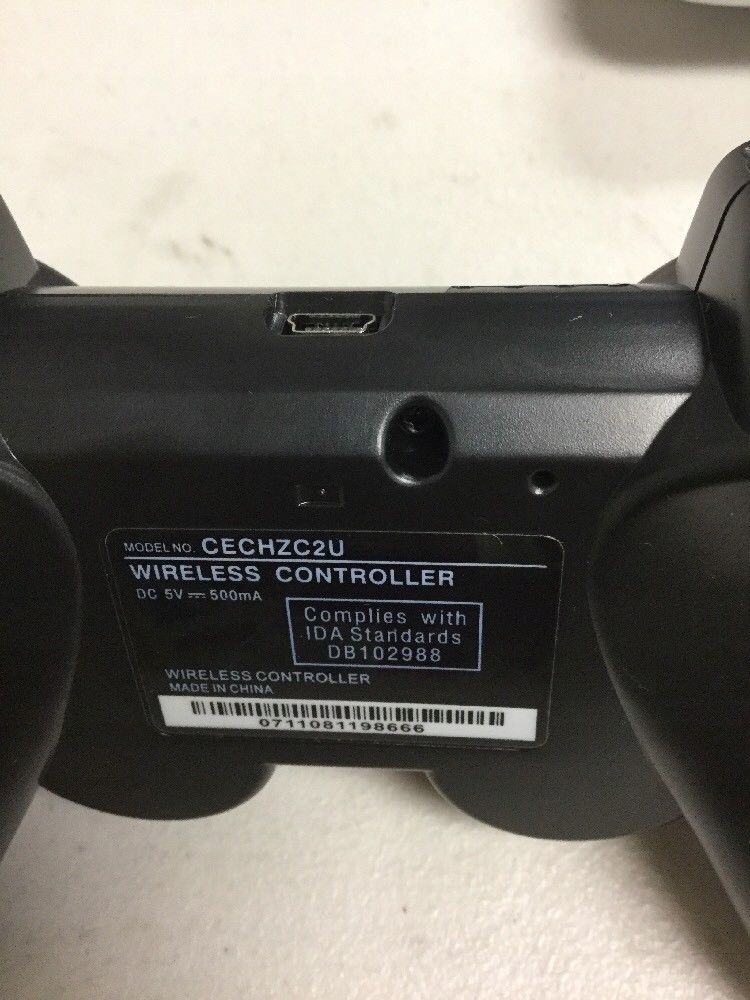 MODEL NO. CECHZC2U
WIRELESS CONTROLLER
DC 5V ⎓ 500mA
Complies with
IDA Standards
DB102988
WIRELESS CONTROLLER
MADE IN CHINA
0711081198666